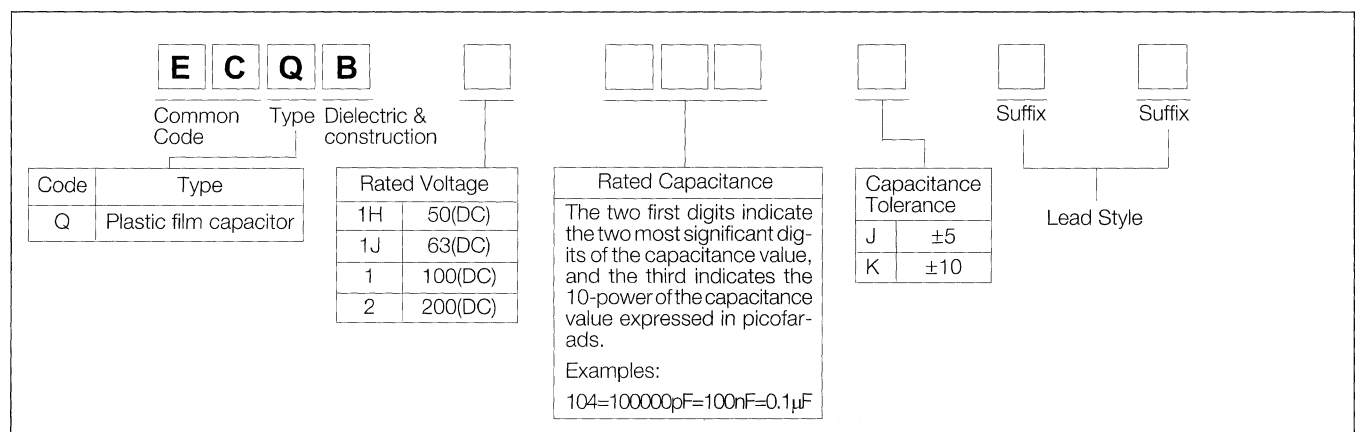 E C Q B
Common Code
Type
Dielectric & construction
Suffix
Suffix
Code Type
Q Plastic film capacitor
Rated Voltage
1H 50(DC)
1J 63(DC)
1 100(DC)
2 200(DC)
Rated Capacitance
The two first digits indicate
the two most significant dig-
its of the capacitance value,
and the third indicates the
10-power of the capacitance
value expressed in picofar-
ads.
Examples:
104=100000pF=100nF=0.1µF
Capacitance
Tolerance
J ±5
K ±10
Lead Style